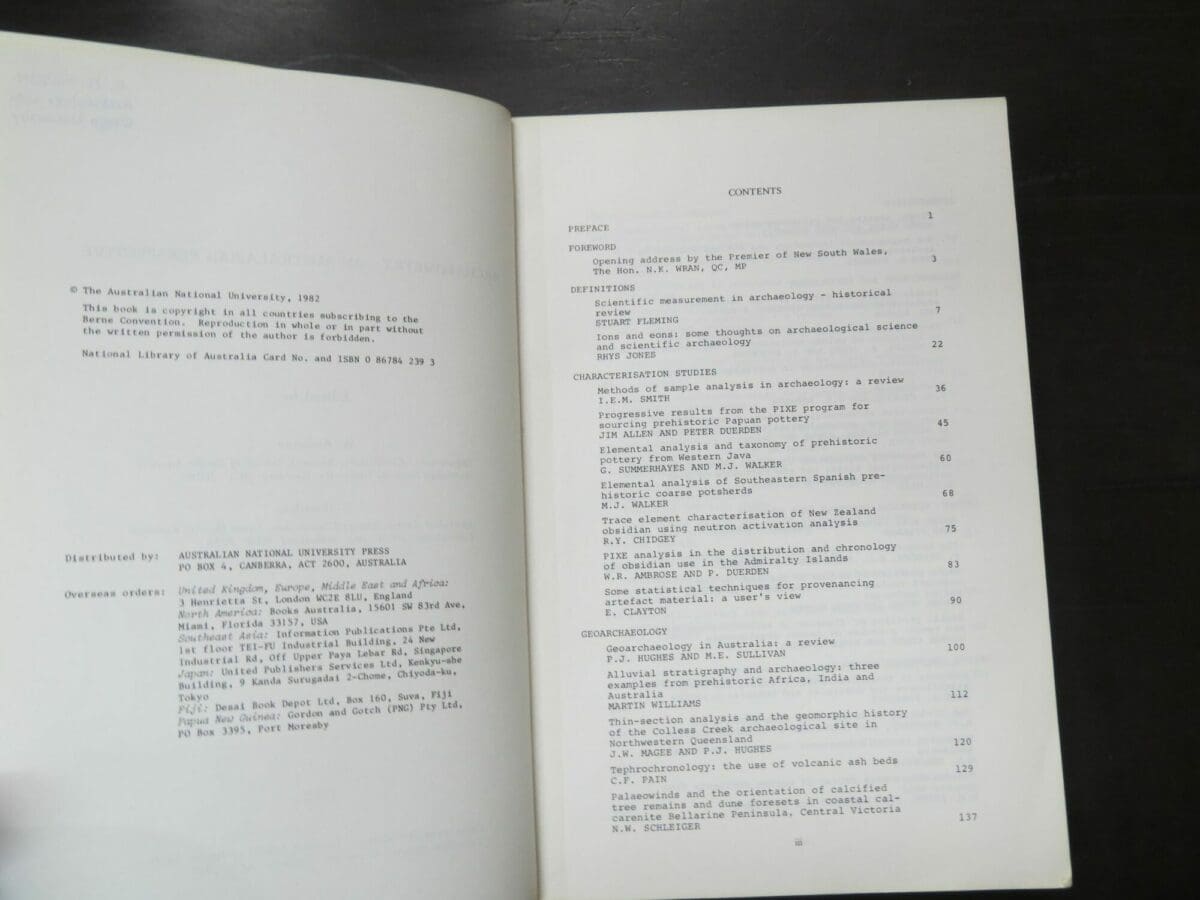 © The Australian National University, 1982
This book is copyright in all countries subscribing to the
Berne Convention. Reproduction in whole or in part without
the written permission of the author is forbidden.
National Library of Australia Card No. and ISBN 0 86784 239 3
Distributed by: AUSTRALIAN NATIONAL UNIVERSITY PRESS
PO BOX 4, CANBERRA, ACT 2600, AUSTRALIA
Overseas orders: United Kingdom, Europe, Middle East and Africa:
3 Henrietta St, London WC2E 8LU, England
North America: Books Australia, 15601 SW 83rd Ave,
Miami, Florida 33157, USA
Southeast Asia: Information Publications Pte Ltd,
1st floor TEI-FU Industrial Building, 24 New
Industrial Rd, Off Upper Paya Lebar Rd, Singapore
Japan: United Publishers Services Ltd, Kenkyu-she
Building, 9 Kanda Surugadai 2-Chome, Chiyoda-ku,
Tokyo
Fiji: Desai Book Depot Ltd, Box 160, Suva, Fiji
Papua New Guinea: Gordon and Gotch (PNG) Pty Ltd,
PO Box 3395, Port Moresby
CONTENTS
PREFACE 1
FOREWORD
Opening address by the Premier of New South Wales,
The Hon. N.K. WRAN, QC, MP 3
DEFINITIONS
Scientific measurement in archaeology - historical
review 7
STUART FLEMING
Ions and eons: some thoughts on archaeological science
and scientific archaeology 22
RHYS JONES
CHARACTERISATION STUDIES
Methods of sample analysis in archaeology: a review 36
I.E.M. SMITH
Progressive results from the PIXE program for
sourcing prehistoric Papuan pottery 45
JIM ALLEN AND PETER DUERDEN
Elemental analysis and taxonomy of prehistoric
pottery from Western Java 60
G. SUMMERHAYES AND M.J. WALKER
Elemental analysis of Southeastern Spanish pre-
historic coarse potsherds 68
M.J. WALKER
Trace element characterisation of New Zealand
obsidian using neutron activation analysis 75
R.Y. CHIDGEY
PIXE analysis in the distribution and chronology
of obsidian use in the Admiralty Islands 83
W.R. AMBROSE AND P. DUERDEN
Some statistical techniques for provenancing
artefact material: a user's view 90
E. CLAYTON
GEOARCHAEOLOGY
Geoarchaeology in Australia: a review 100
P.J. HUGHES AND M.E. SULLIVAN
Alluvial stratigraphy and archaeology: three
examples from prehistoric Africa, India and
Australia 112
MARTIN WILLIAMS
Thin-section analysis and the geomorphic history
of the Colless Creek archaeological site in
Northwestern Queensland 120
J.W. MAGEE AND P.J. HUGHES
Tephrochronology: the use of volcanic ash beds 129
C.F. PAIN
Palaeowinds and the orientation of calcified
tree remains and dune foresets in coastal cal-
carenite Bellarine Peninsula, Central Victoria 137
N.W. SCHLEIGER
iii